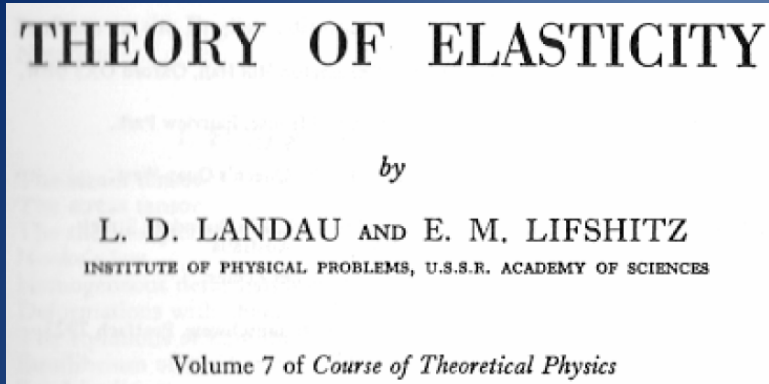 THEORY OF ELASTICITY
by
L. D. LANDAU AND E. M. LIFSHITZ
INSTITUTE OF PHYSICAL PROBLEMS, U.S.S.R. ACADEMY OF SCIENCES
Volume 7 of Course of Theoretical Physics